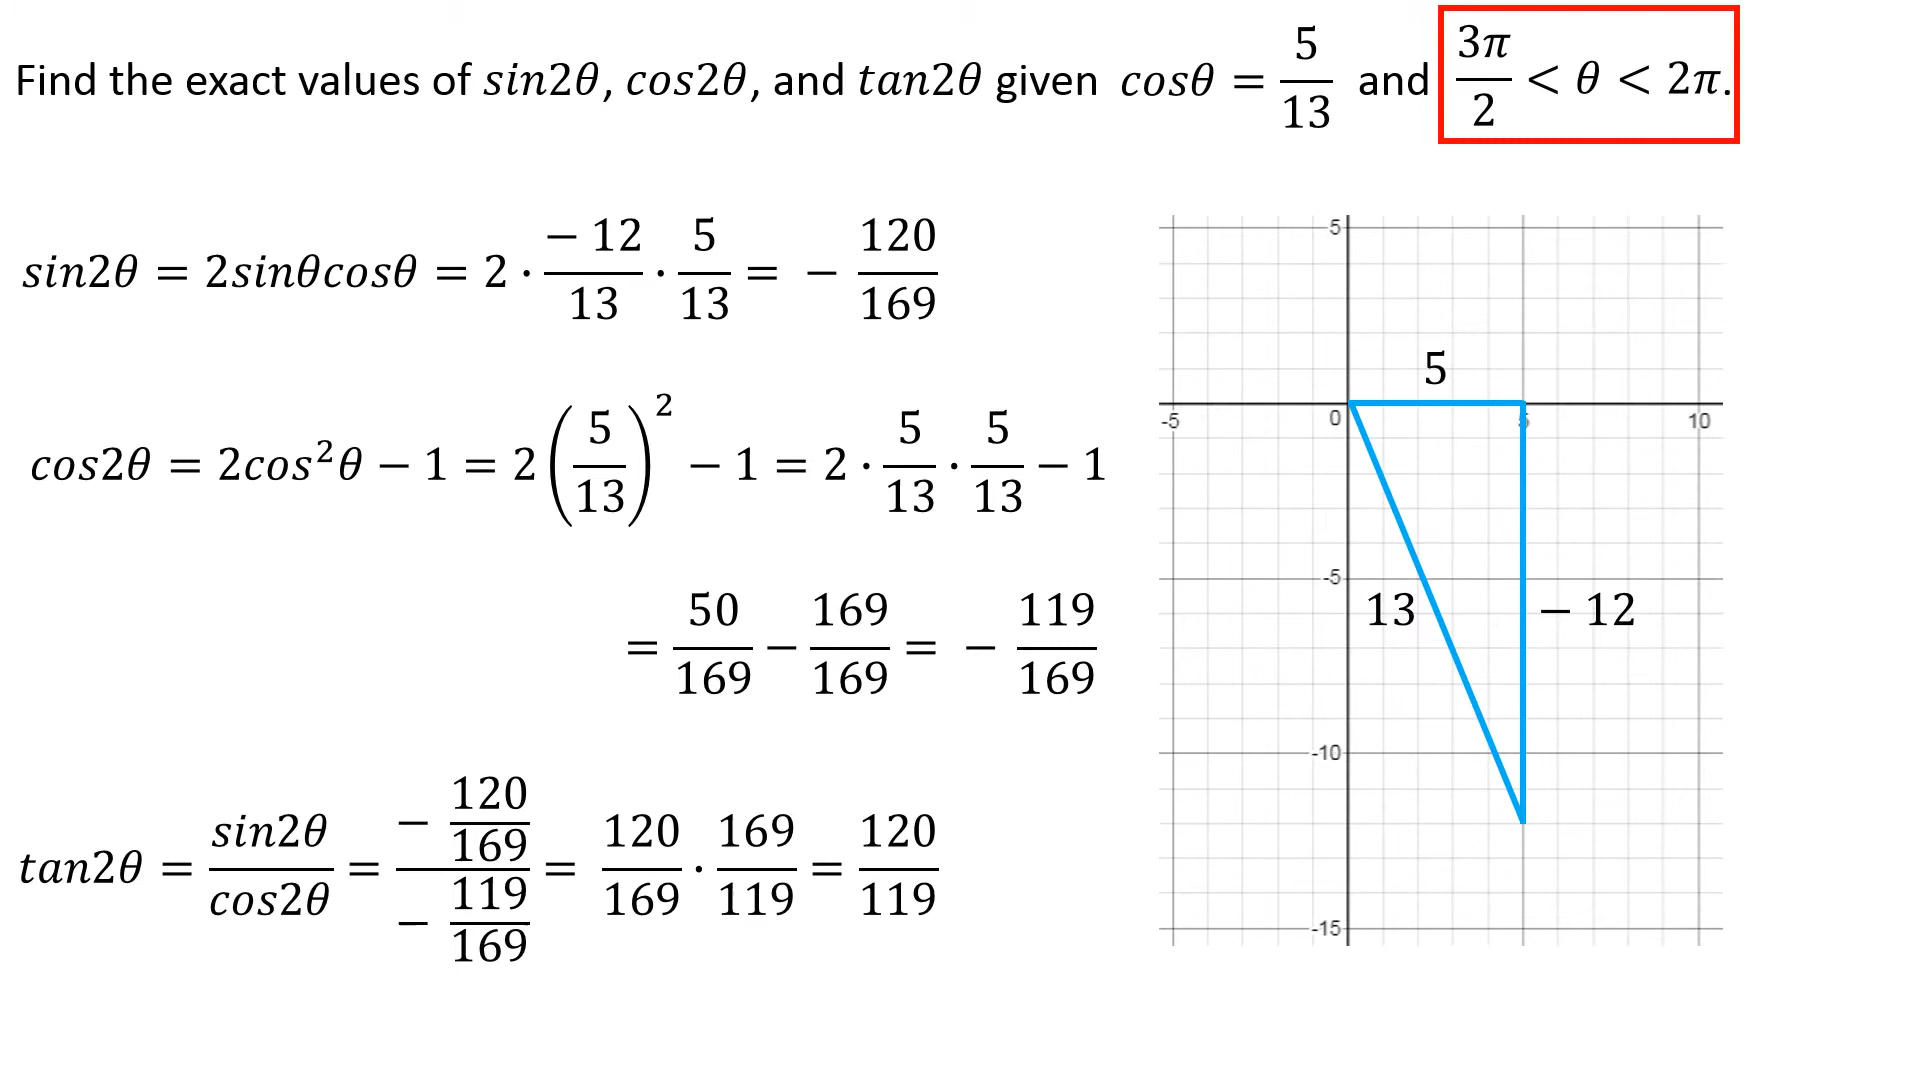 Find the exact values of sin2θ, cos2θ, and tan2θ given cosθ = 5/13 and 3π/2 < θ < 2π.
sin2θ = 2sinθcosθ = 2 · −12/13 · 5/13 = − 120/169
cos2θ = 2cos²θ − 1 = 2(5/13)² − 1 = 2 · 5/13 · 5/13 − 1
= 50/169 − 169/169 = − 119/169
tan2θ = sin2θ/cos2θ = (− 120/169)/(− 119/169) = 120/169 · 169/119 = 120/119
5
5
-5
0
5
10
-5
13
− 12
-10
-15